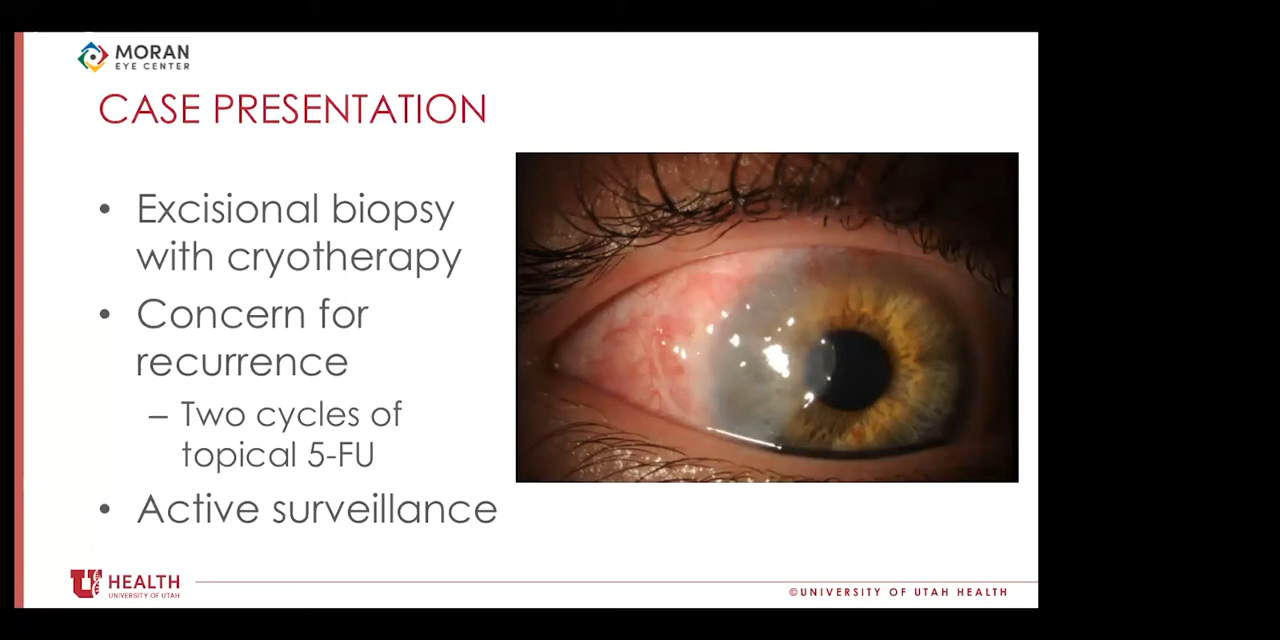 MORAN
EYE CENTER
CASE PRESENTATION
• Excisional biopsy
with cryotherapy
• Concern for
recurrence
– Two cycles of
topical 5-FU
• Active surveillance
U HEALTH
UNIVERSITY OF UTAH
©UNIVERSITY OF UTAH HEALTH